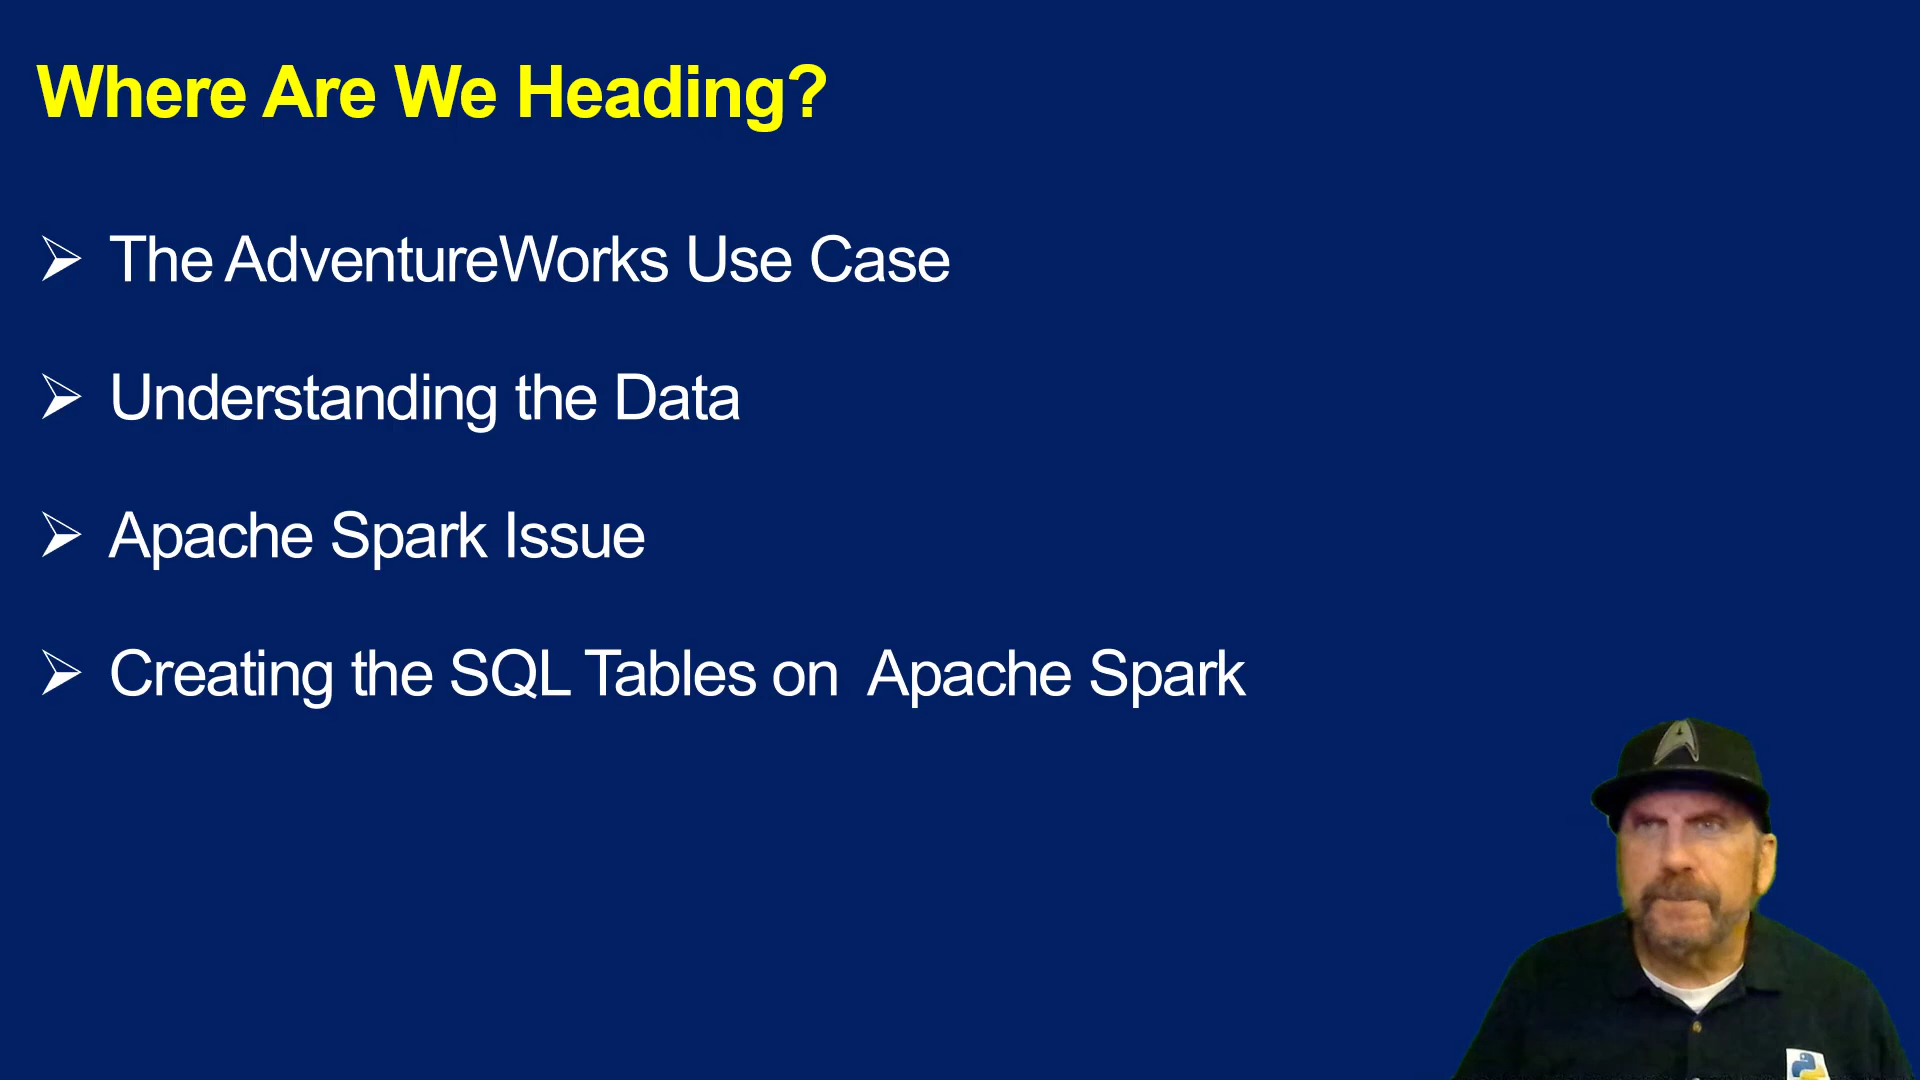 Where Are We Heading?
The AdventureWorks Use Case
Understanding the Data
Apache Spark Issue
Creating the SQL Tables on  Apache Spark